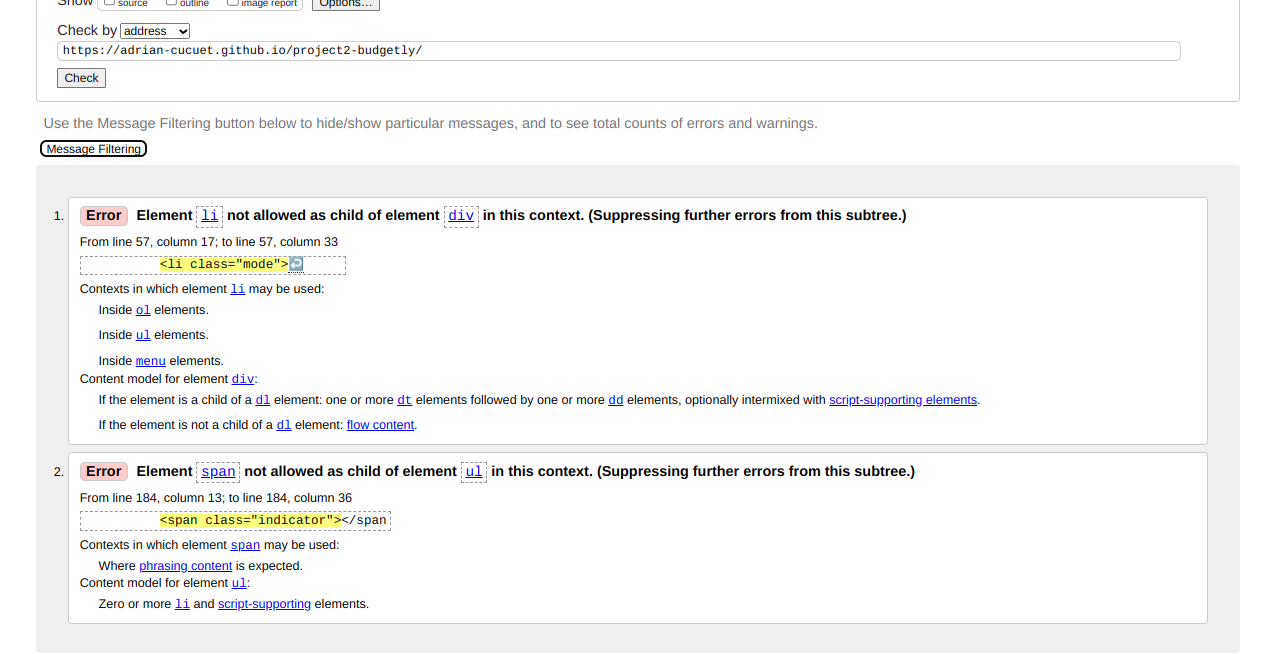 Show source outline image report Options...
Check by address
https://adrian-cucuet.github.io/project2-budgetly/
Check
Use the Message Filtering button below to hide/show particular messages, and to see total counts of errors and warnings.
Message Filtering
1. Error Element li not allowed as child of element div in this context. (Suppressing further errors from this subtree.)
From line 57, column 17; to line 57, column 33
<li class="mode">↩
Contexts in which element li may be used:
Inside ol elements.
Inside ul elements.
Inside menu elements.
Content model for element div:
If the element is a child of a dl element: one or more dt elements followed by one or more dd elements, optionally intermixed with script-supporting elements.
If the element is not a child of a dl element: flow content.
2. Error Element span not allowed as child of element ul in this context. (Suppressing further errors from this subtree.)
From line 184, column 13; to line 184, column 36
<span class="indicator"></span
Contexts in which element span may be used:
Where phrasing content is expected.
Content model for element ul:
Zero or more li and script-supporting elements.